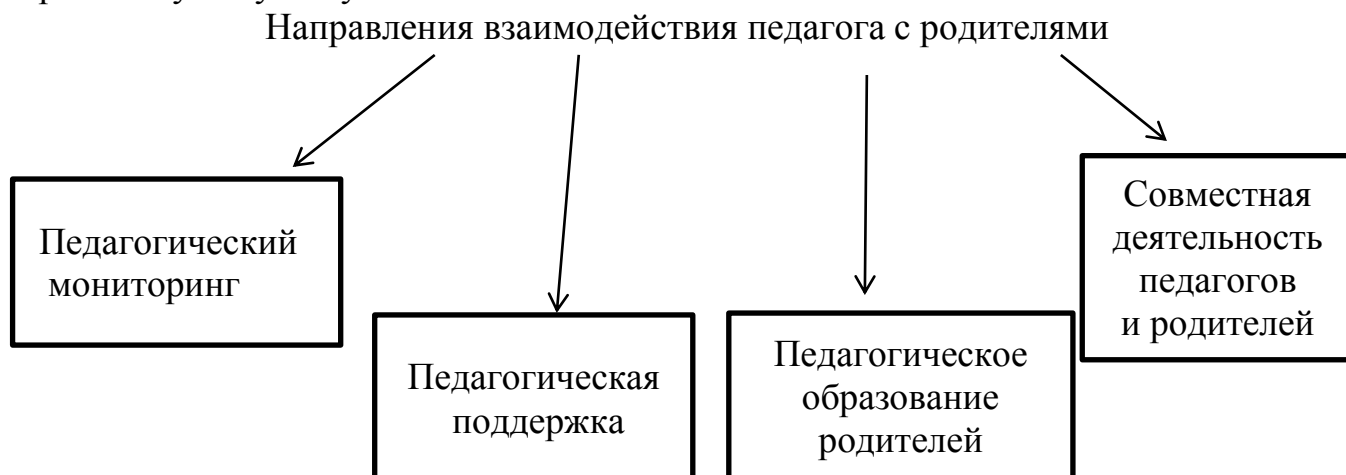 Направления взаимодействия педагога с родителями
Педагогический
мониторинг
Педагогическая
поддержка
Педагогическое
образование
родителей
Совместная
деятельность
педагогов
и родителей